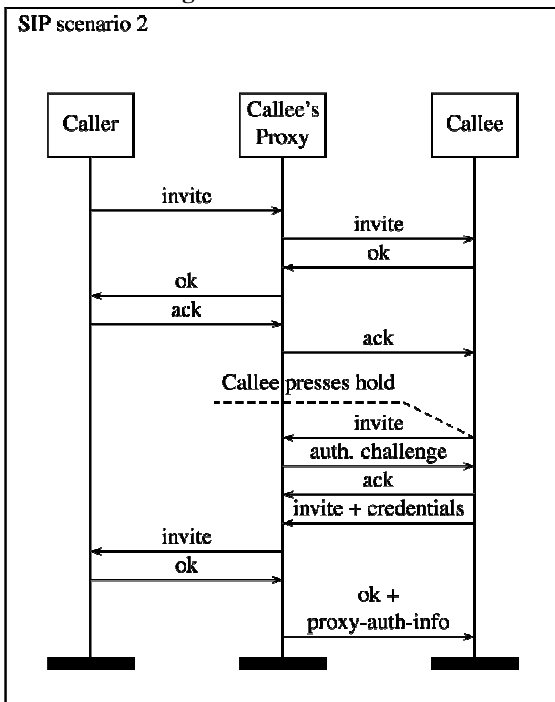 SIP scenario 2
Caller
Callee's
Proxy
Callee
invite
invite
ok
ok
ack
ack
Callee presses hold
invite
auth. challenge
ack
invite + credentials
invite
ok
ok +
proxy-auth-info